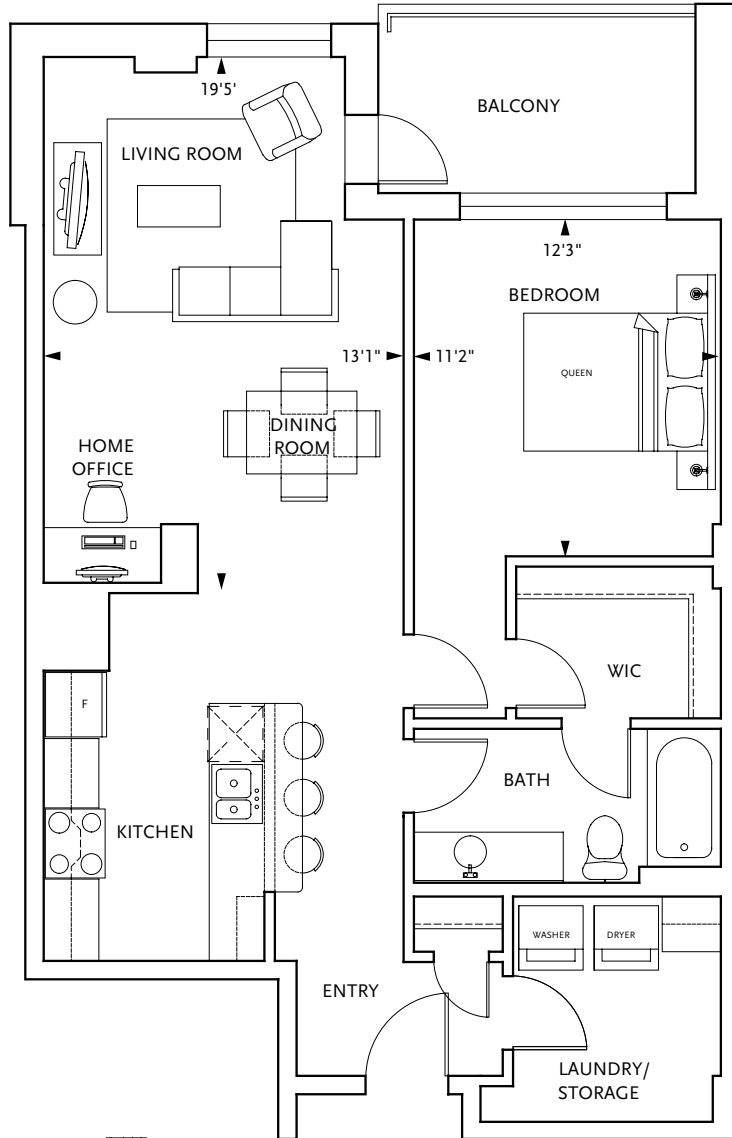 19'5'
BALCONY
LIVING ROOM
12'3"
BEDROOM
13'1"
11'2"
QUEEN
DINING
ROOM
HOME
OFFICE
WIC
F
BATH
KITCHEN
WASHER
DRYER
ENTRY
LAUNDRY/
STORAGE